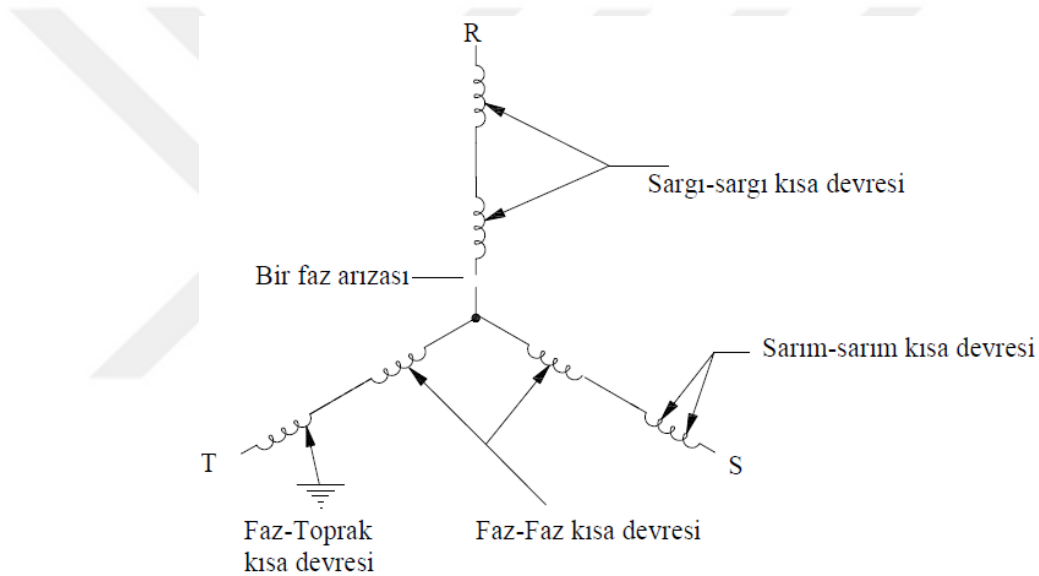 R
Sargı-sargı kısa devresi
Bir faz arızası
Sarım-sarım kısa devresi
T
S
Faz-Toprak
kısa devresi
Faz-Faz kısa devresi